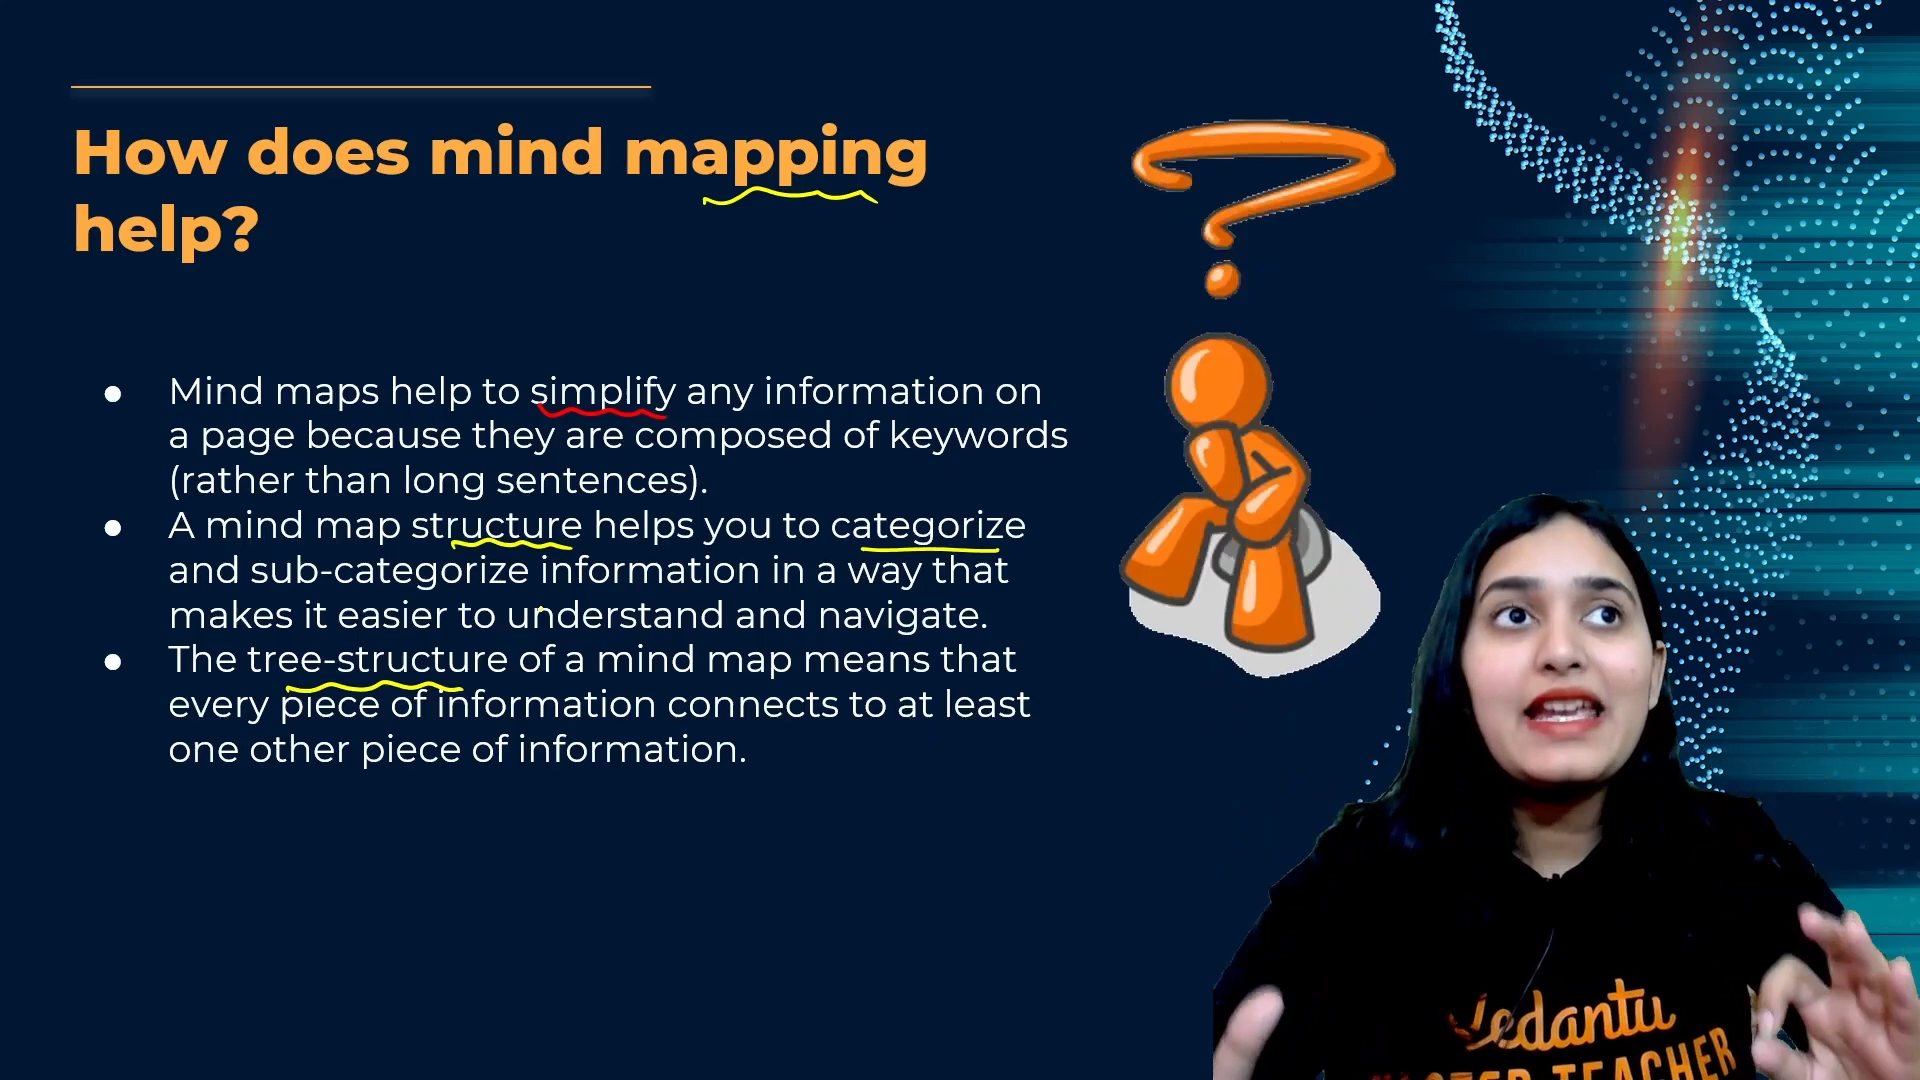 How does mind mapping
help?
● Mind maps help to simplify any information on
a page because they are composed of keywords
(rather than long sentences).
● A mind map structure helps you to categorize
and sub-categorize information in a way that
makes it easier to understand and navigate.
● The tree-structure of a mind map means that
every piece of information connects to at least
one other piece of information.
Vedantu
TEACHER